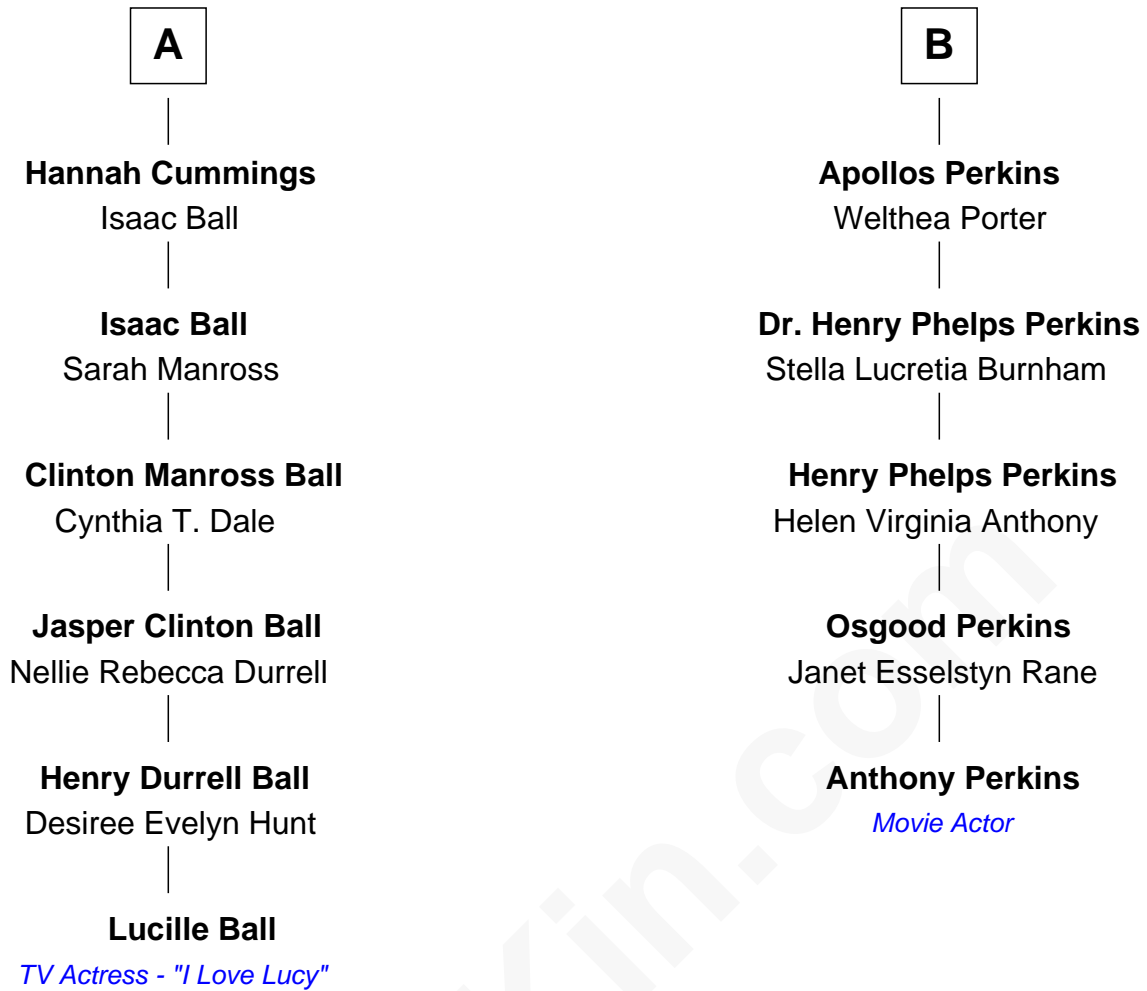 A
Hannah Cummings
Isaac Ball
Isaac Ball
Sarah Manross
Clinton Manross Ball
Cynthia T. Dale
Jasper Clinton Ball
Nellie Rebecca Durrell
Henry Durrell Ball
Desiree Evelyn Hunt
Lucille Ball
TV Actress - "I Love Lucy"
B
Apollos Perkins
Welthea Porter
Dr. Henry Phelps Perkins
Stella Lucretia Burnham
Henry Phelps Perkins
Helen Virginia Anthony
Osgood Perkins
Janet Esselstyn Rane
Anthony Perkins
Movie Actor